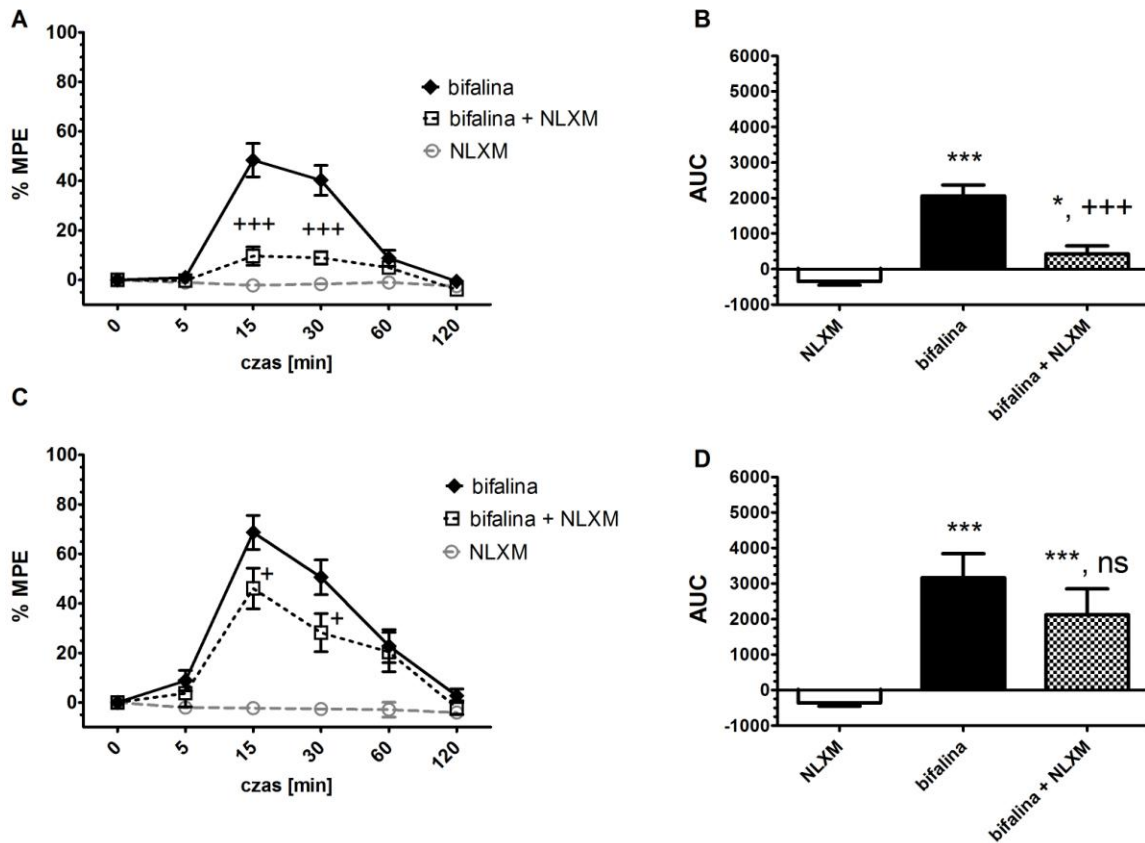 A
% MPE
100
80
60
40
20
0
+++
+++
0
5
15
30
60
120
czas [min]
bifalina
bifalina + NLXM
NLXM
B
AUC
6000
5000
4000
3000
2000
1000
0
-1000
***
*, +++
NLXM
bifalina
bifalina + NLXM
C
% MPE
100
80
60
40
20
0
+
+
0
5
15
30
60
120
czas [min]
bifalina
bifalina + NLXM
NLXM
D
AUC
6000
5000
4000
3000
2000
1000
0
-1000
***
***, ns
NLXM
bifalina
bifalina + NLXM